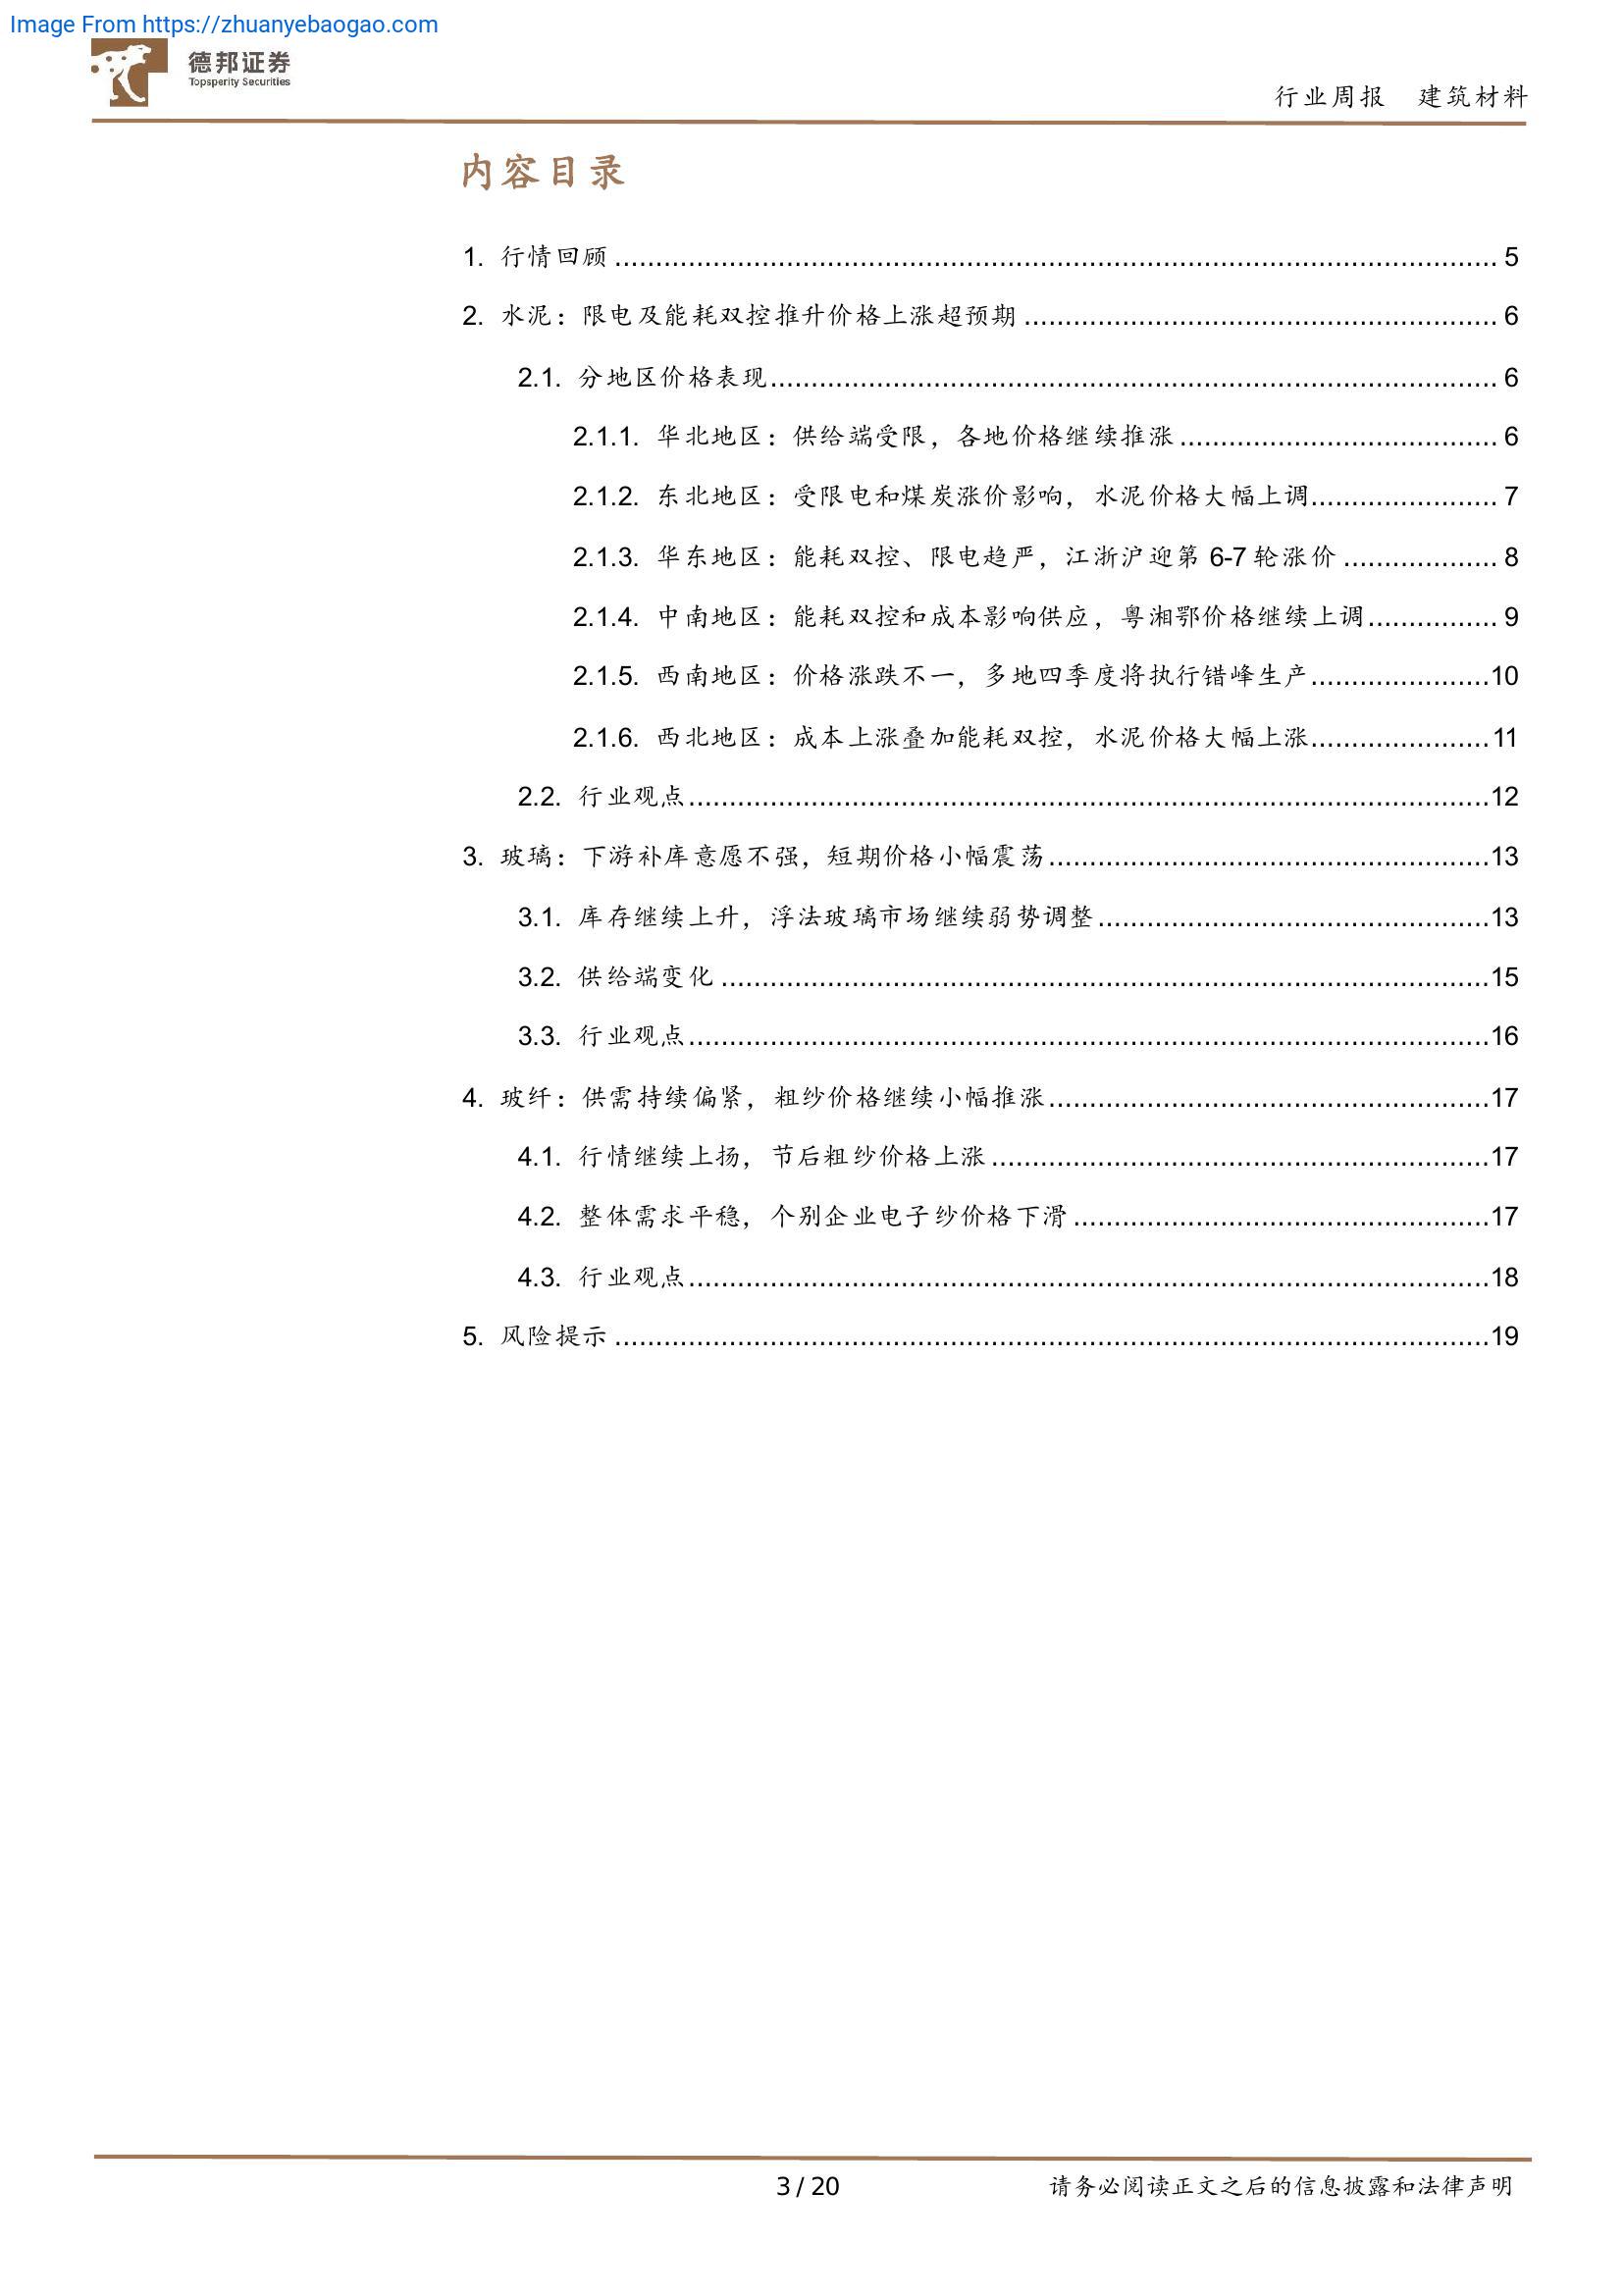 Image From https://zhuanyebaogao.com
德邦证券
Topsperity Securities
行业周报 建筑材料
内容目录
1. 行情回顾 ........................................................ 5
2. 水泥：限电及能耗双控推升价格上涨超预期 ........................................................ 6
2.1. 分地区价格表现 ........................................................ 6
2.1.1. 华北地区：供给端受限，各地价格继续推涨 ........................................................ 6
2.1.2. 东北地区：受限电和煤炭涨价影响，水泥价格大幅上调 ........................................................ 7
2.1.3. 华东地区：能耗双控、限电趋严，江浙沪迎第 6-7 轮涨价 ........................................................ 8
2.1.4. 中南地区：能耗双控和成本影响供应，粤湘鄂价格继续上调 ........................................................ 9
2.1.5. 西南地区：价格涨跌不一，多地四季度将执行错峰生产 ........................................................ 10
2.1.6. 西北地区：成本上涨叠加能耗双控，水泥价格大幅上涨 ........................................................ 11
2.2. 行业观点 ........................................................ 12
3. 玻璃：下游补库意愿不强，短期价格小幅震荡 ........................................................ 13
3.1. 库存继续上升，浮法玻璃市场继续弱势调整 ........................................................ 13
3.2. 供给端变化 ........................................................ 15
3.3. 行业观点 ........................................................ 16
4. 玻纤：供需持续偏紧，粗纱价格继续小幅推涨 ........................................................ 17
4.1. 行情继续上扬，节后粗纱价格上涨 ........................................................ 17
4.2. 整体需求平稳，个别企业电子纱价格下滑 ........................................................ 17
4.3. 行业观点 ........................................................ 18
5. 风险提示 ........................................................ 19
3 / 20 请务必阅读正文之后的信息披露和法律声明